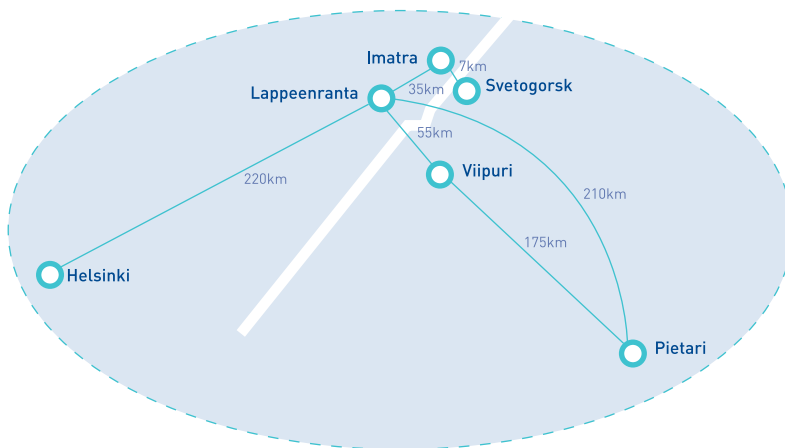 Imatra
7km
Svetogorsk
35km
Lappeenranta
55km
Viipuri
220km
210km
175km
Helsinki
Pietari